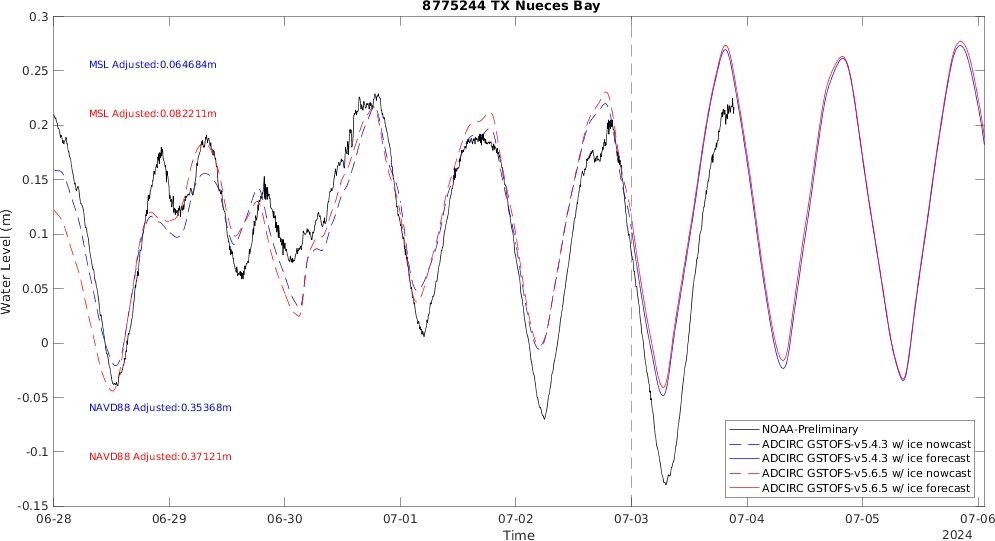 8775244 TX Nueces Bay
0.3
0.25
0.2
0.15
0.1
0.05
0
-0.05
-0.1
-0.15
Water Level (m)
MSL Adjusted:0.064684m
MSL Adjusted:0.082211m
NAVD88 Adjusted:0.35368m
NAVD88 Adjusted:0.37121m
NOAA-Preliminary
ADCIRC GSTOFS-v5.4.3 w/ ice nowcast
ADCIRC GSTOFS-v5.4.3 w/ ice forecast
ADCIRC GSTOFS-v5.6.5 w/ ice nowcast
ADCIRC GSTOFS-v5.6.5 w/ ice forecast
06-28 06-29 06-30 07-01 07-02 07-03 07-04 07-05 07-06
Time
2024